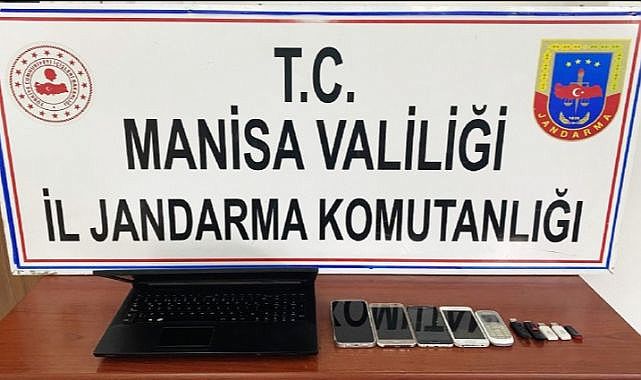 T.C.
MANİSA VALİLİĞİ
İL JANDARMA KOMUTANLIĞI
JANDARMA